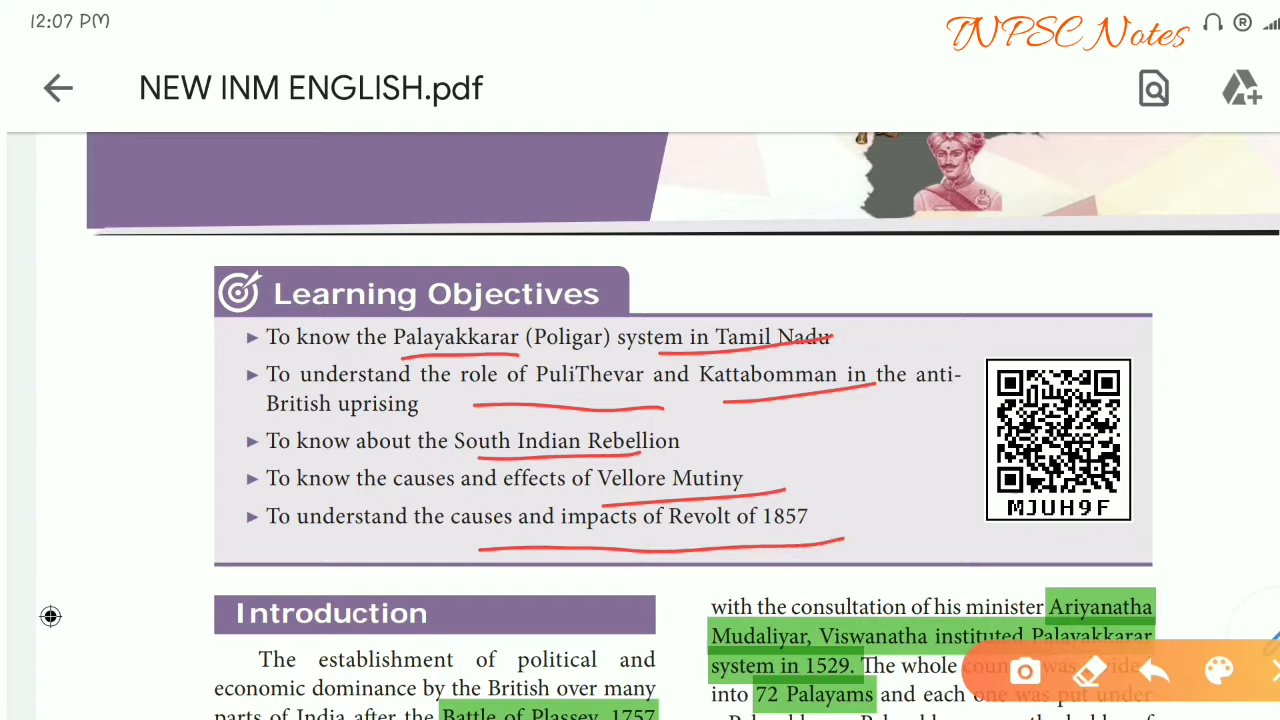 12:07 PM
TNPSC Notes
NEW INM ENGLISH.pdf
Learning Objectives
► To know the Palayakkarar (Poligar) system in Tamil Nadu
► To understand the role of PuliThevar and Kattabomman in the anti-
British uprising
► To know about the South Indian Rebellion
► To know the causes and effects of Vellore Mutiny
► To understand the causes and impacts of Revolt of 1857
MJUH9F
Introduction
The establishment of political and
economic dominance by the British over many
parts of India after the Battle of Plassey, 1757
with the consultation of his minister Ariyanatha
Mudaliyar, Viswanatha instituted Palayakkarar
system in 1529. The whole was
into 72 Palayams and each one was put under